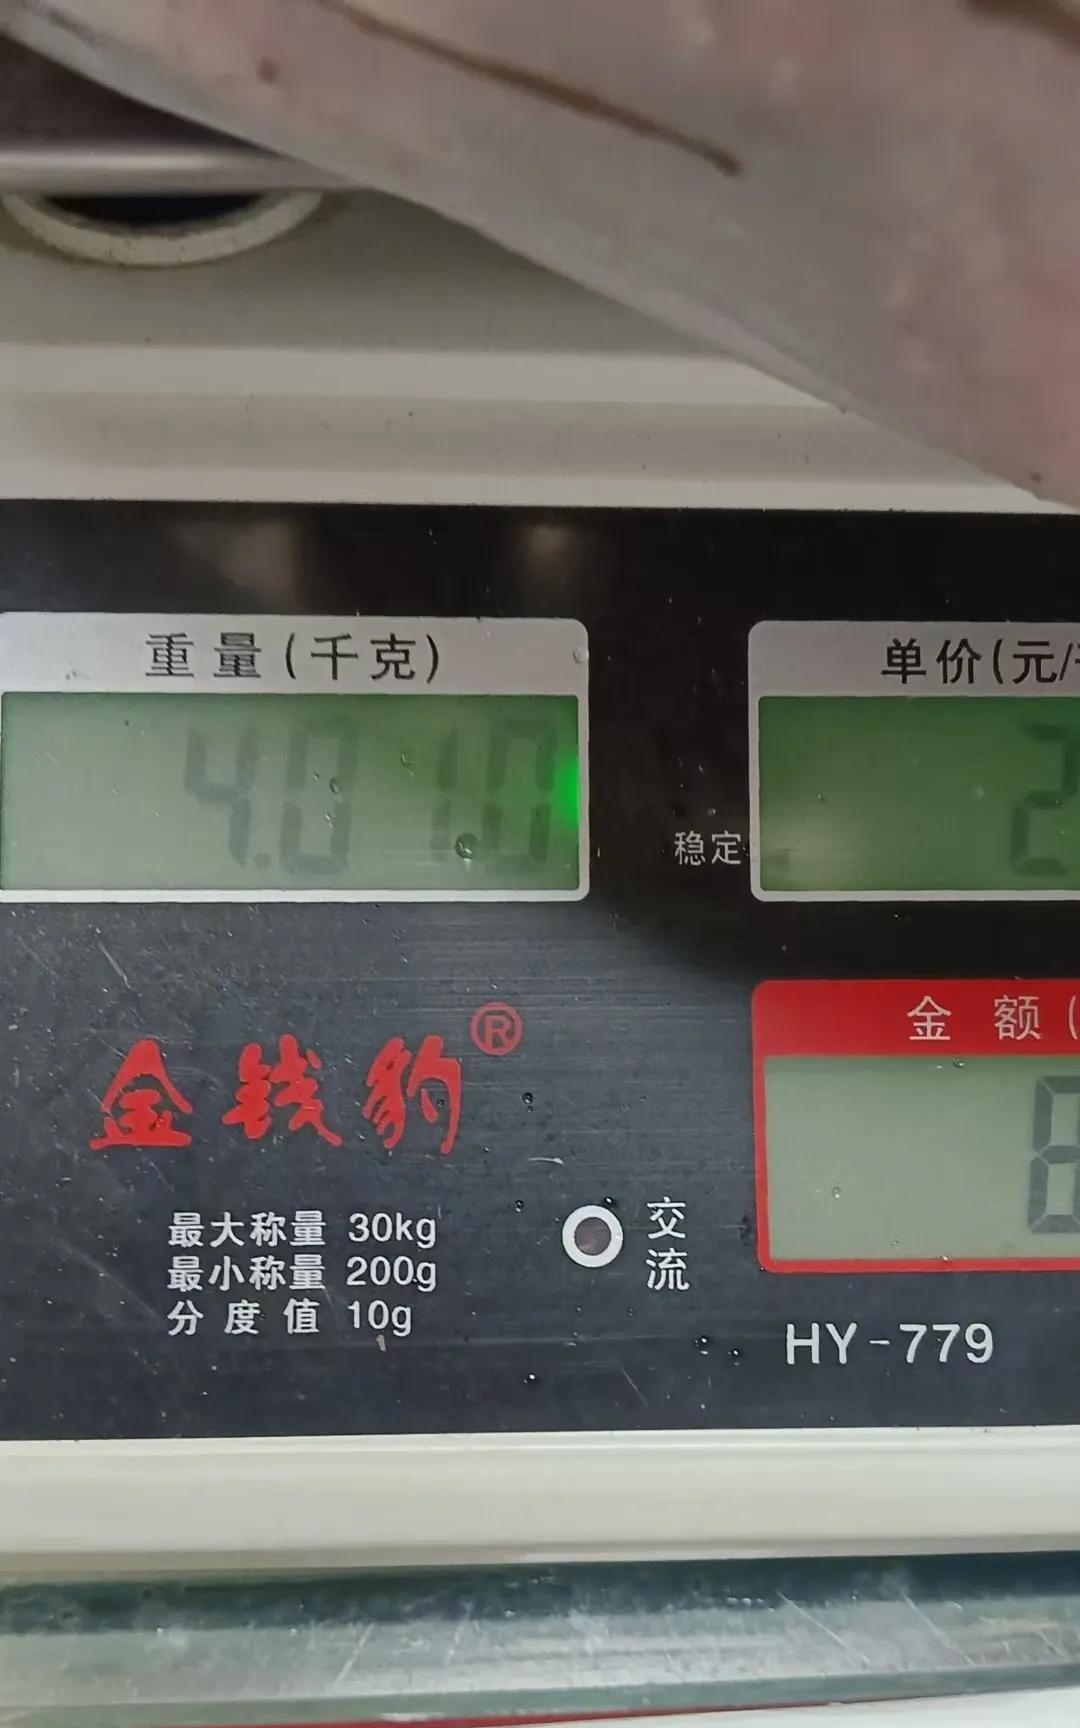 重量(千克)
单价(元/
4.010
2
稳定
金钱豹®
金 额(
8
最大称量 30kg
最小称量 200g
分度值 10g
交流
HY-779